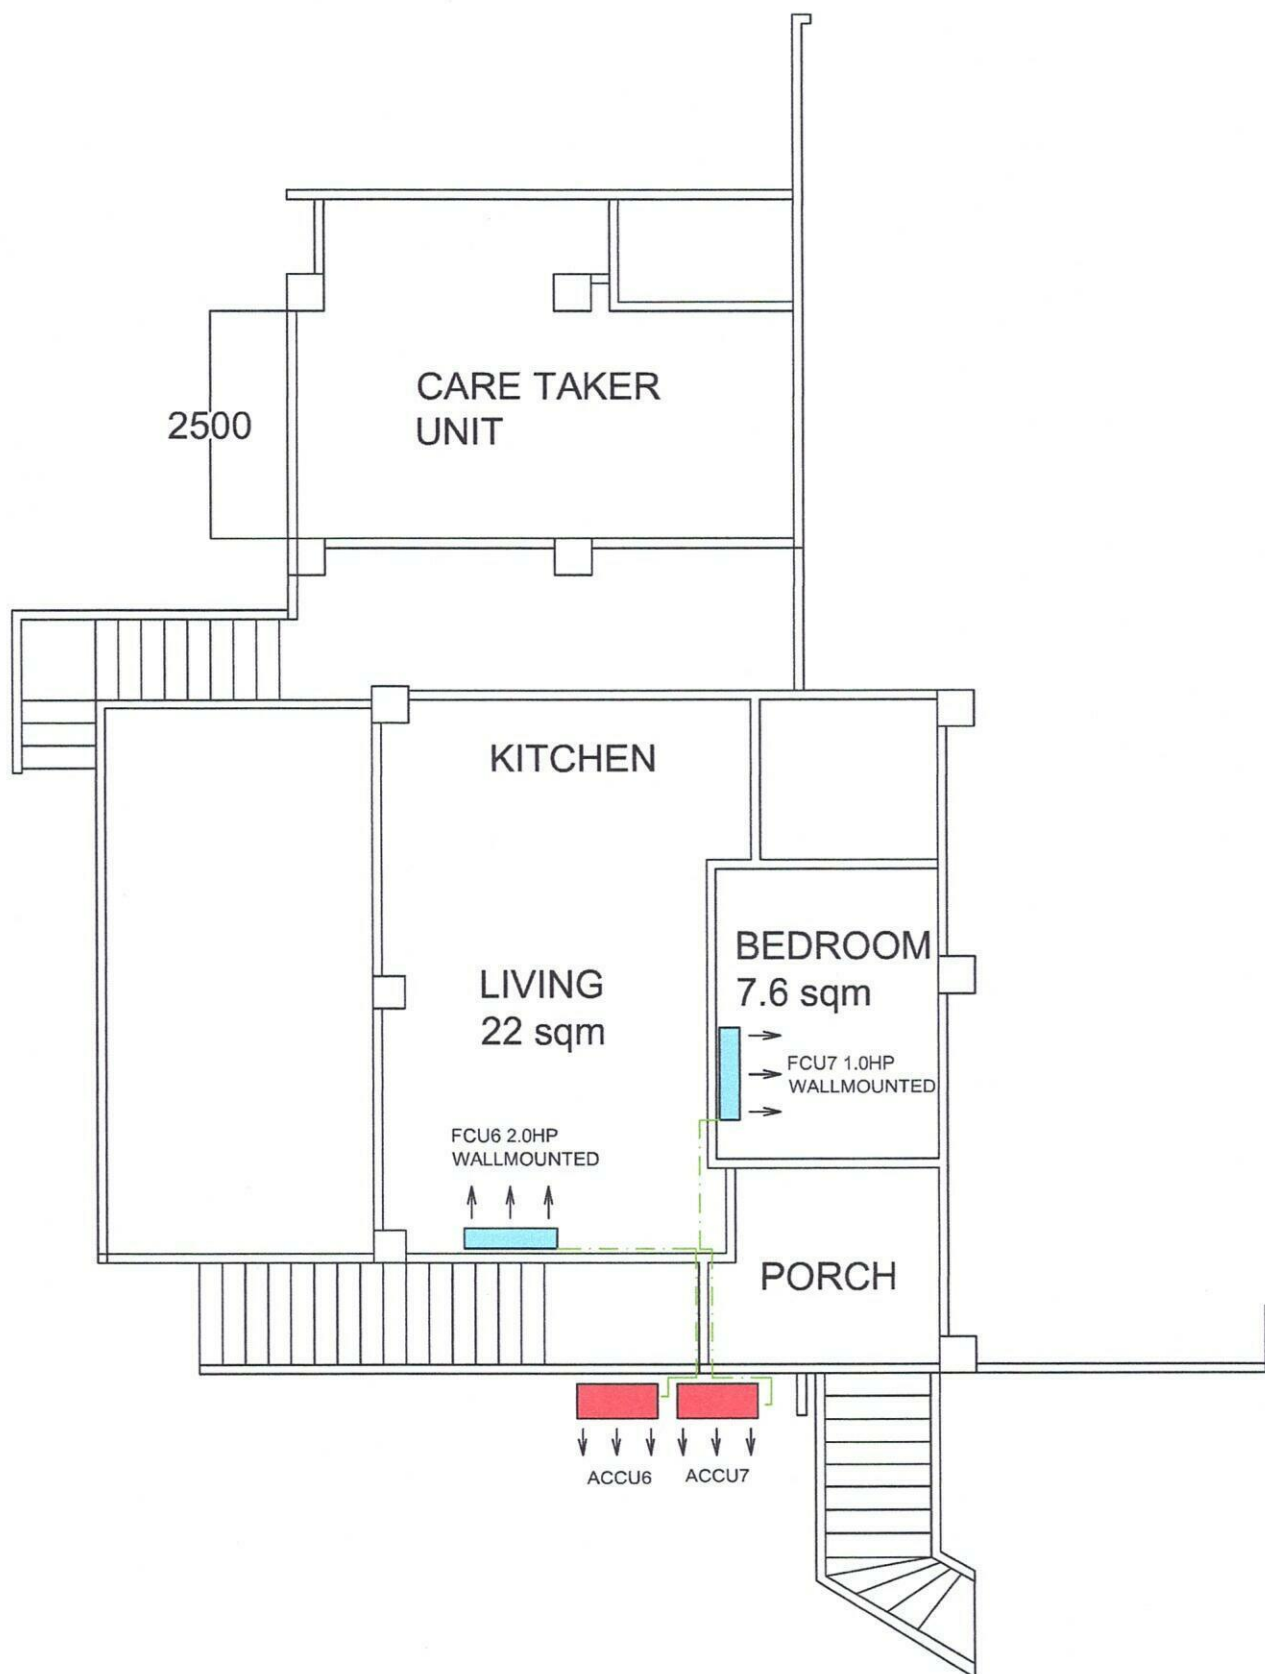 CARE TAKER
UNIT
2500
KITCHEN
BEDROOM
7.6 sqm
LIVING
22 sqm
FCU7 1.0HP
WALLMOUNTED
FCU6 2.0HP
WALLMOUNTED
PORCH
ACCU6
ACCU7